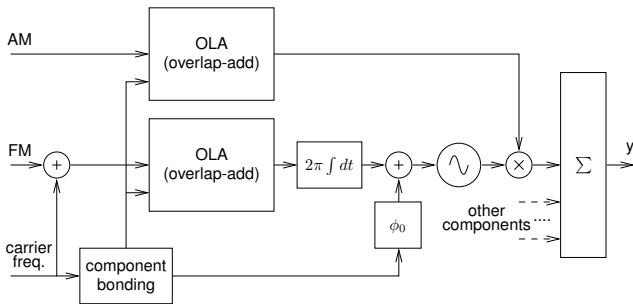 AM
OLA
(overlap-add)
FM
+
OLA
(overlap-add)
2π ∫ dt
+
×
Σ
y
ϕ₀
other
components
....
carrier
freq.
component
bonding